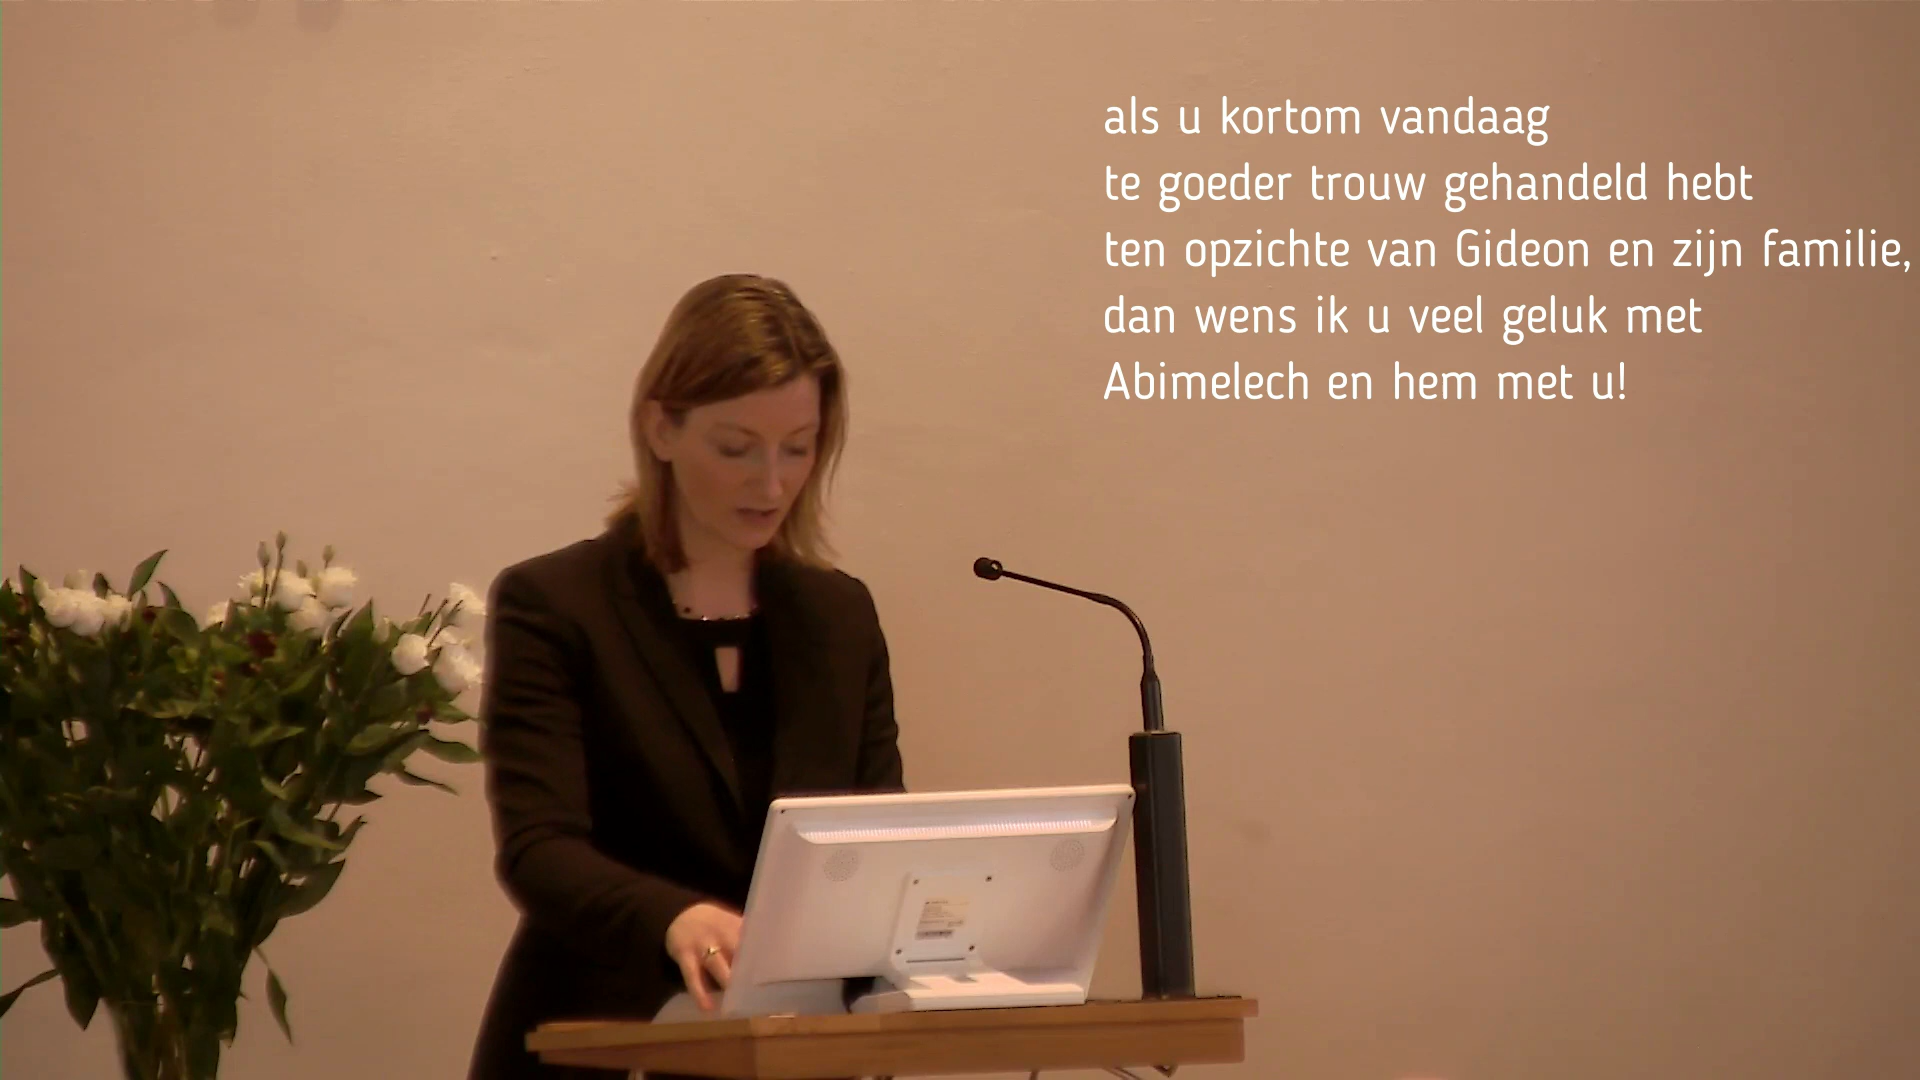 als u kortom vandaag
te goeder trouw gehandeld hebt
ten opzichte van Gideon en zijn familie,
dan wens ik u veel geluk met
Abimelech en hem met u!